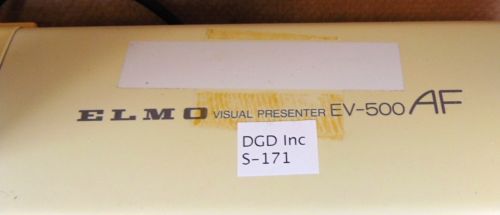 ELMO VISUAL PRESENTER EV-500 AF
DGD Inc
S-171